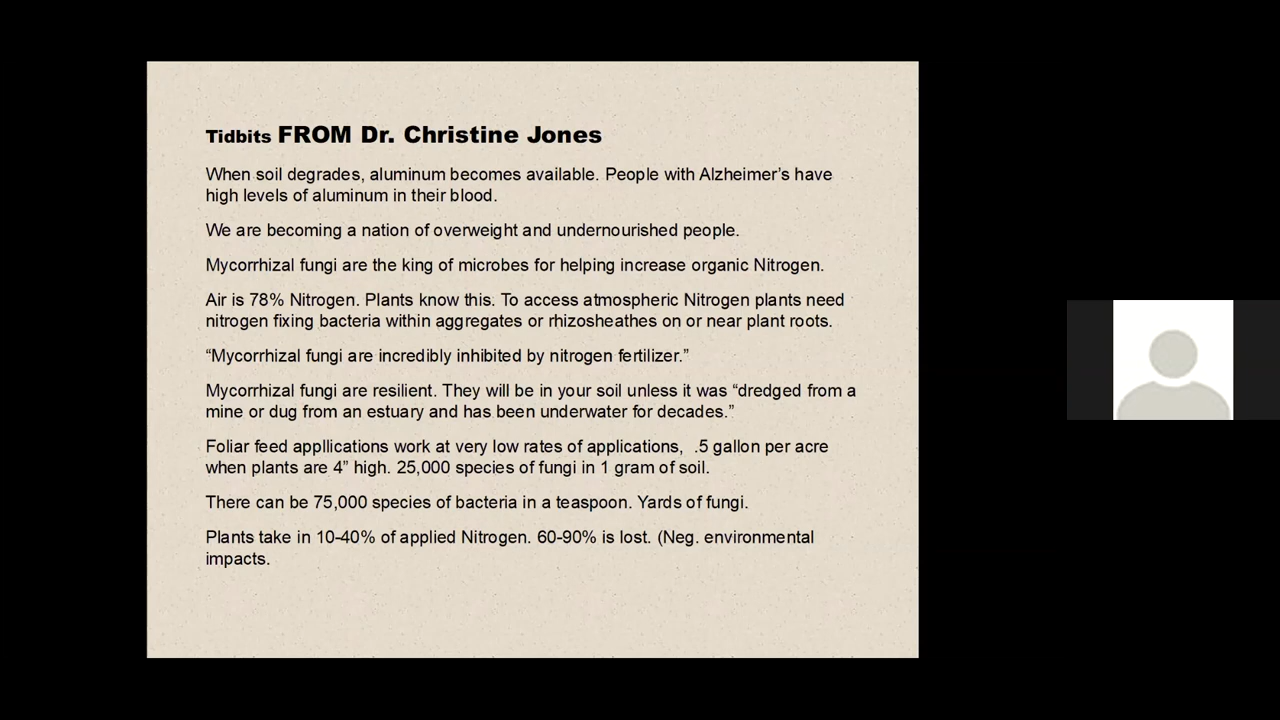 Tidbits FROM Dr. Christine Jones
When soil degrades, aluminum becomes available. People with Alzheimer’s have
high levels of aluminum in their blood.
We are becoming a nation of overweight and undernourished people.
Mycorrhizal fungi are the king of microbes for helping increase organic Nitrogen.
Air is 78% Nitrogen. Plants know this. To access atmospheric Nitrogen plants need
nitrogen fixing bacteria within aggregates or rhizosheathes on or near plant roots.
“Mycorrhizal fungi are incredibly inhibited by nitrogen fertilizer.”
Mycorrhizal fungi are resilient. They will be in your soil unless it was “dredged from a
mine or dug from an estuary and has been underwater for decades.”
Foliar feed appllications work at very low rates of applications,  .5 gallon per acre
when plants are 4” high. 25,000 species of fungi in 1 gram of soil.
There can be 75,000 species of bacteria in a teaspoon. Yards of fungi.
Plants take in 10-40% of applied Nitrogen. 60-90% is lost. (Neg. environmental
impacts.